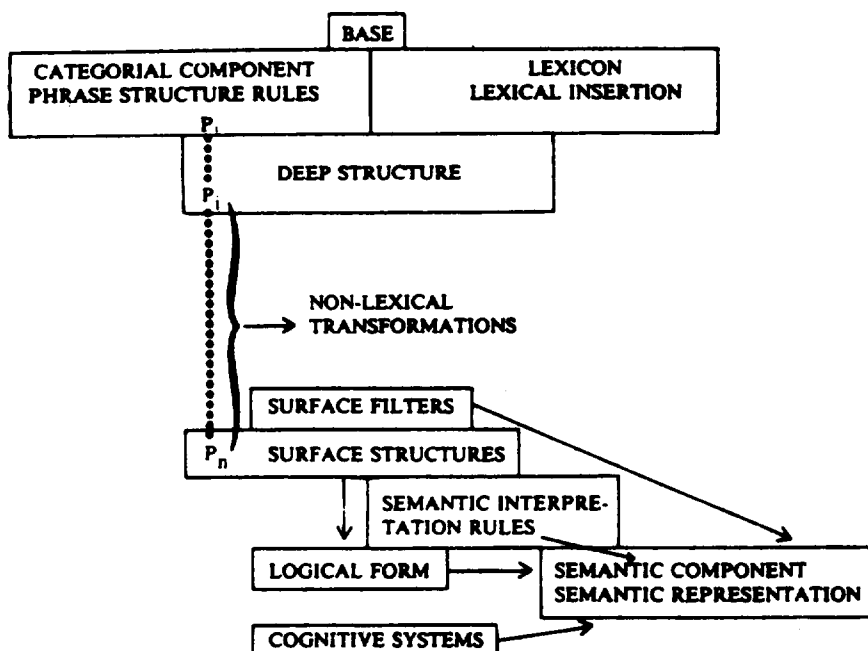 BASE
CATEGORIAL COMPONENT
PHRASE STRUCTURE RULES
LEXICON
LEXICAL INSERTION
P1
DEEP STRUCTURE
Pi
NON-LEXICAL
TRANSFORMATIONS
SURFACE FILTERS
Pn
SURFACE STRUCTURES
SEMANTIC INTERPRE-
TATION RULES
LOGICAL FORM
SEMANTIC COMPONENT
SEMANTIC REPRESENTATION
COGNITIVE SYSTEMS